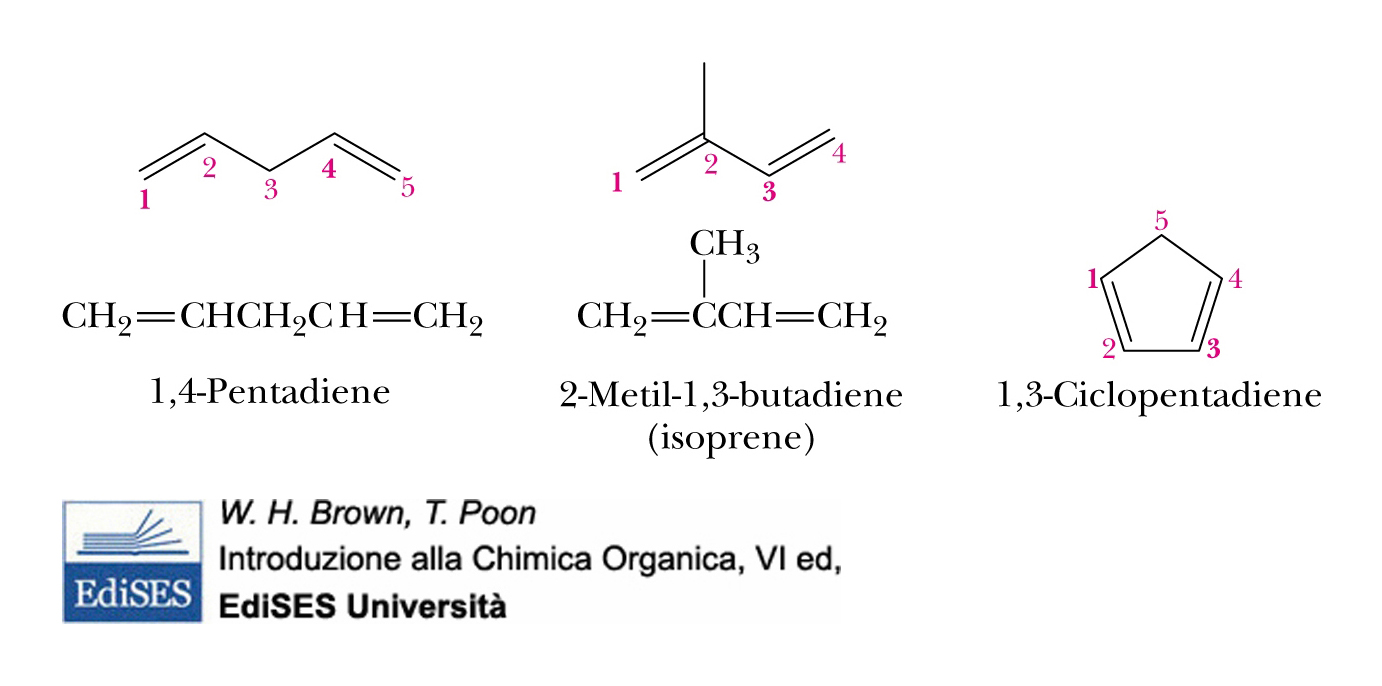 1 2 3 4 5
1 2 3 4
CH₃
5
1 4
2 3
CH₂=CHCH₂CH=CH₂ CH₂=CCH=CH₂
1,4-Pentadiene 2-Metil-1,3-butadiene 1,3-Ciclopentadiene
(isoprene)
W. H. Brown, T. Poon
Introduzione alla Chimica Organica, VI ed,
EdiSES EdiSES Università